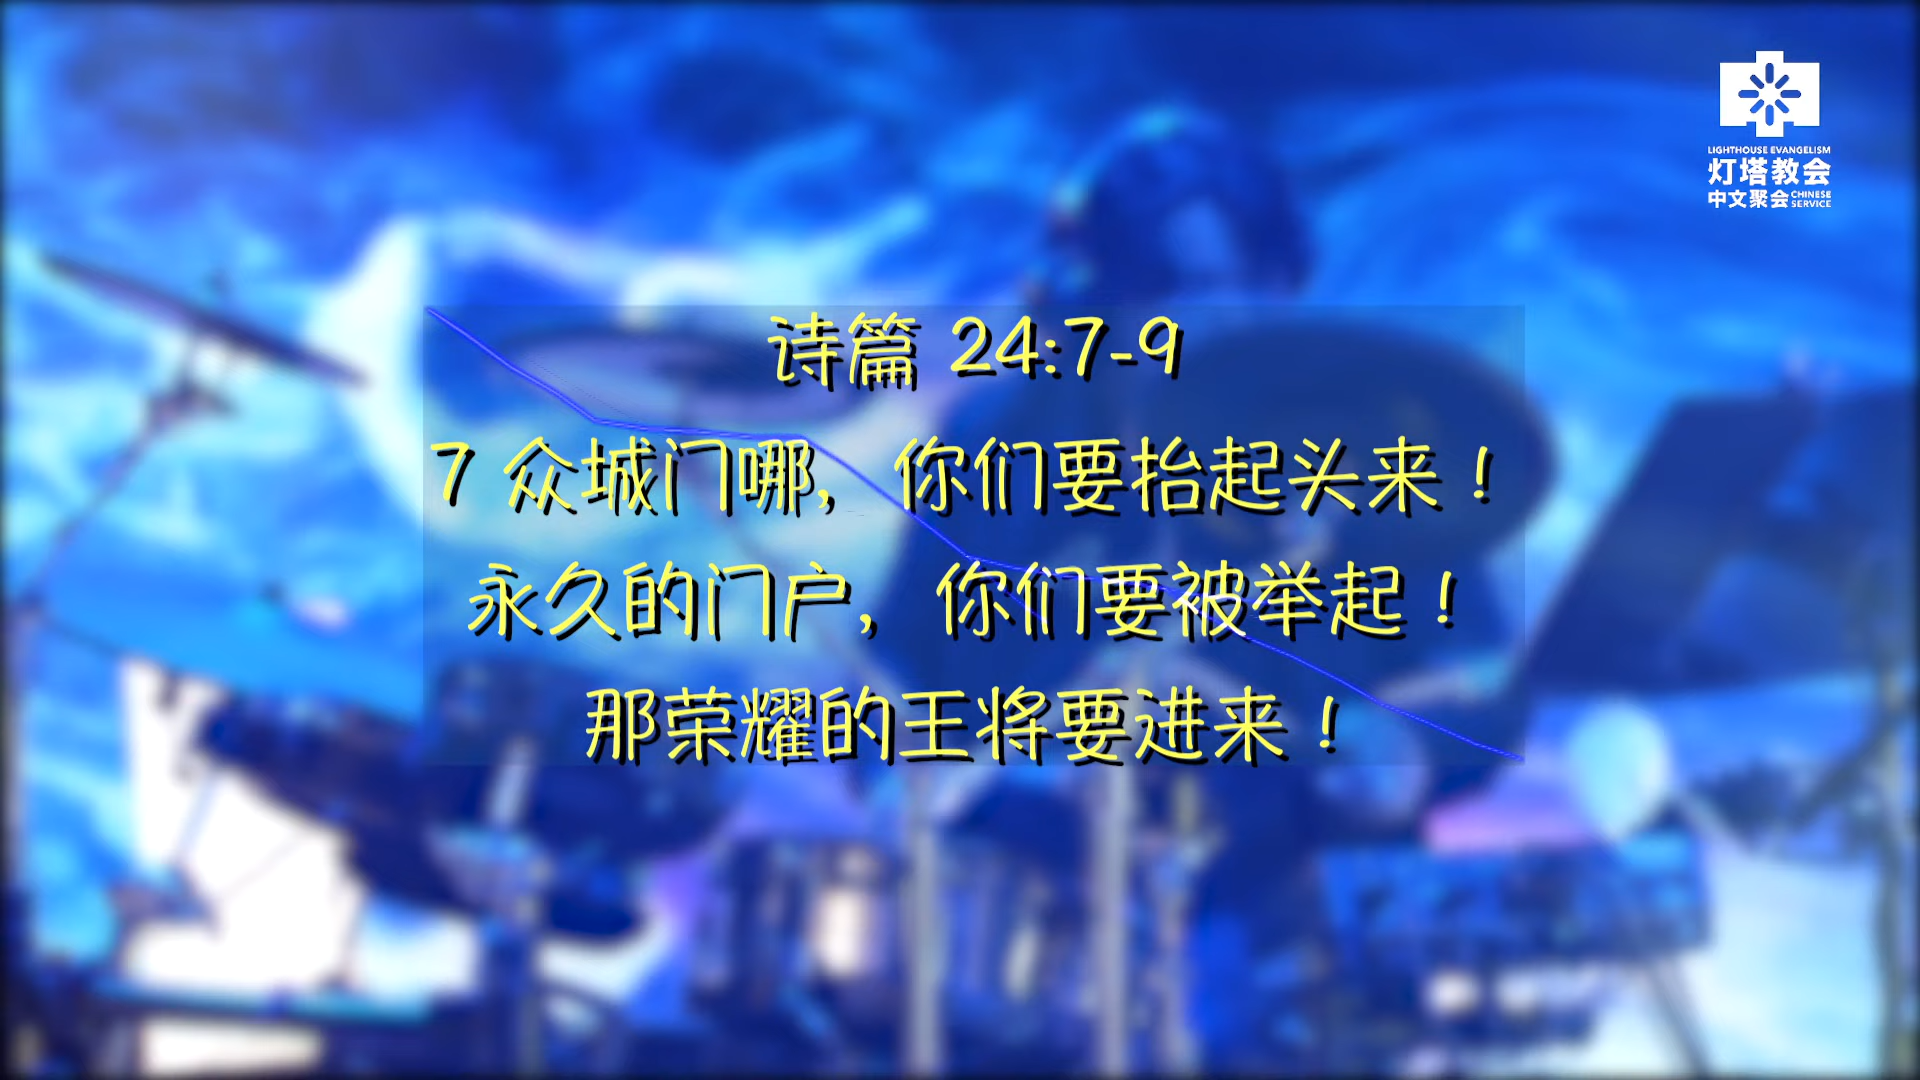 LIGHTHOUSE EVANGELISM
灯塔教会
中文聚会 CHINESE SERVICE
诗篇 24:7-9
7 众城门哪，你们要抬起头来！
永久的门户，你们要被举起！
那荣耀的王将要进来！